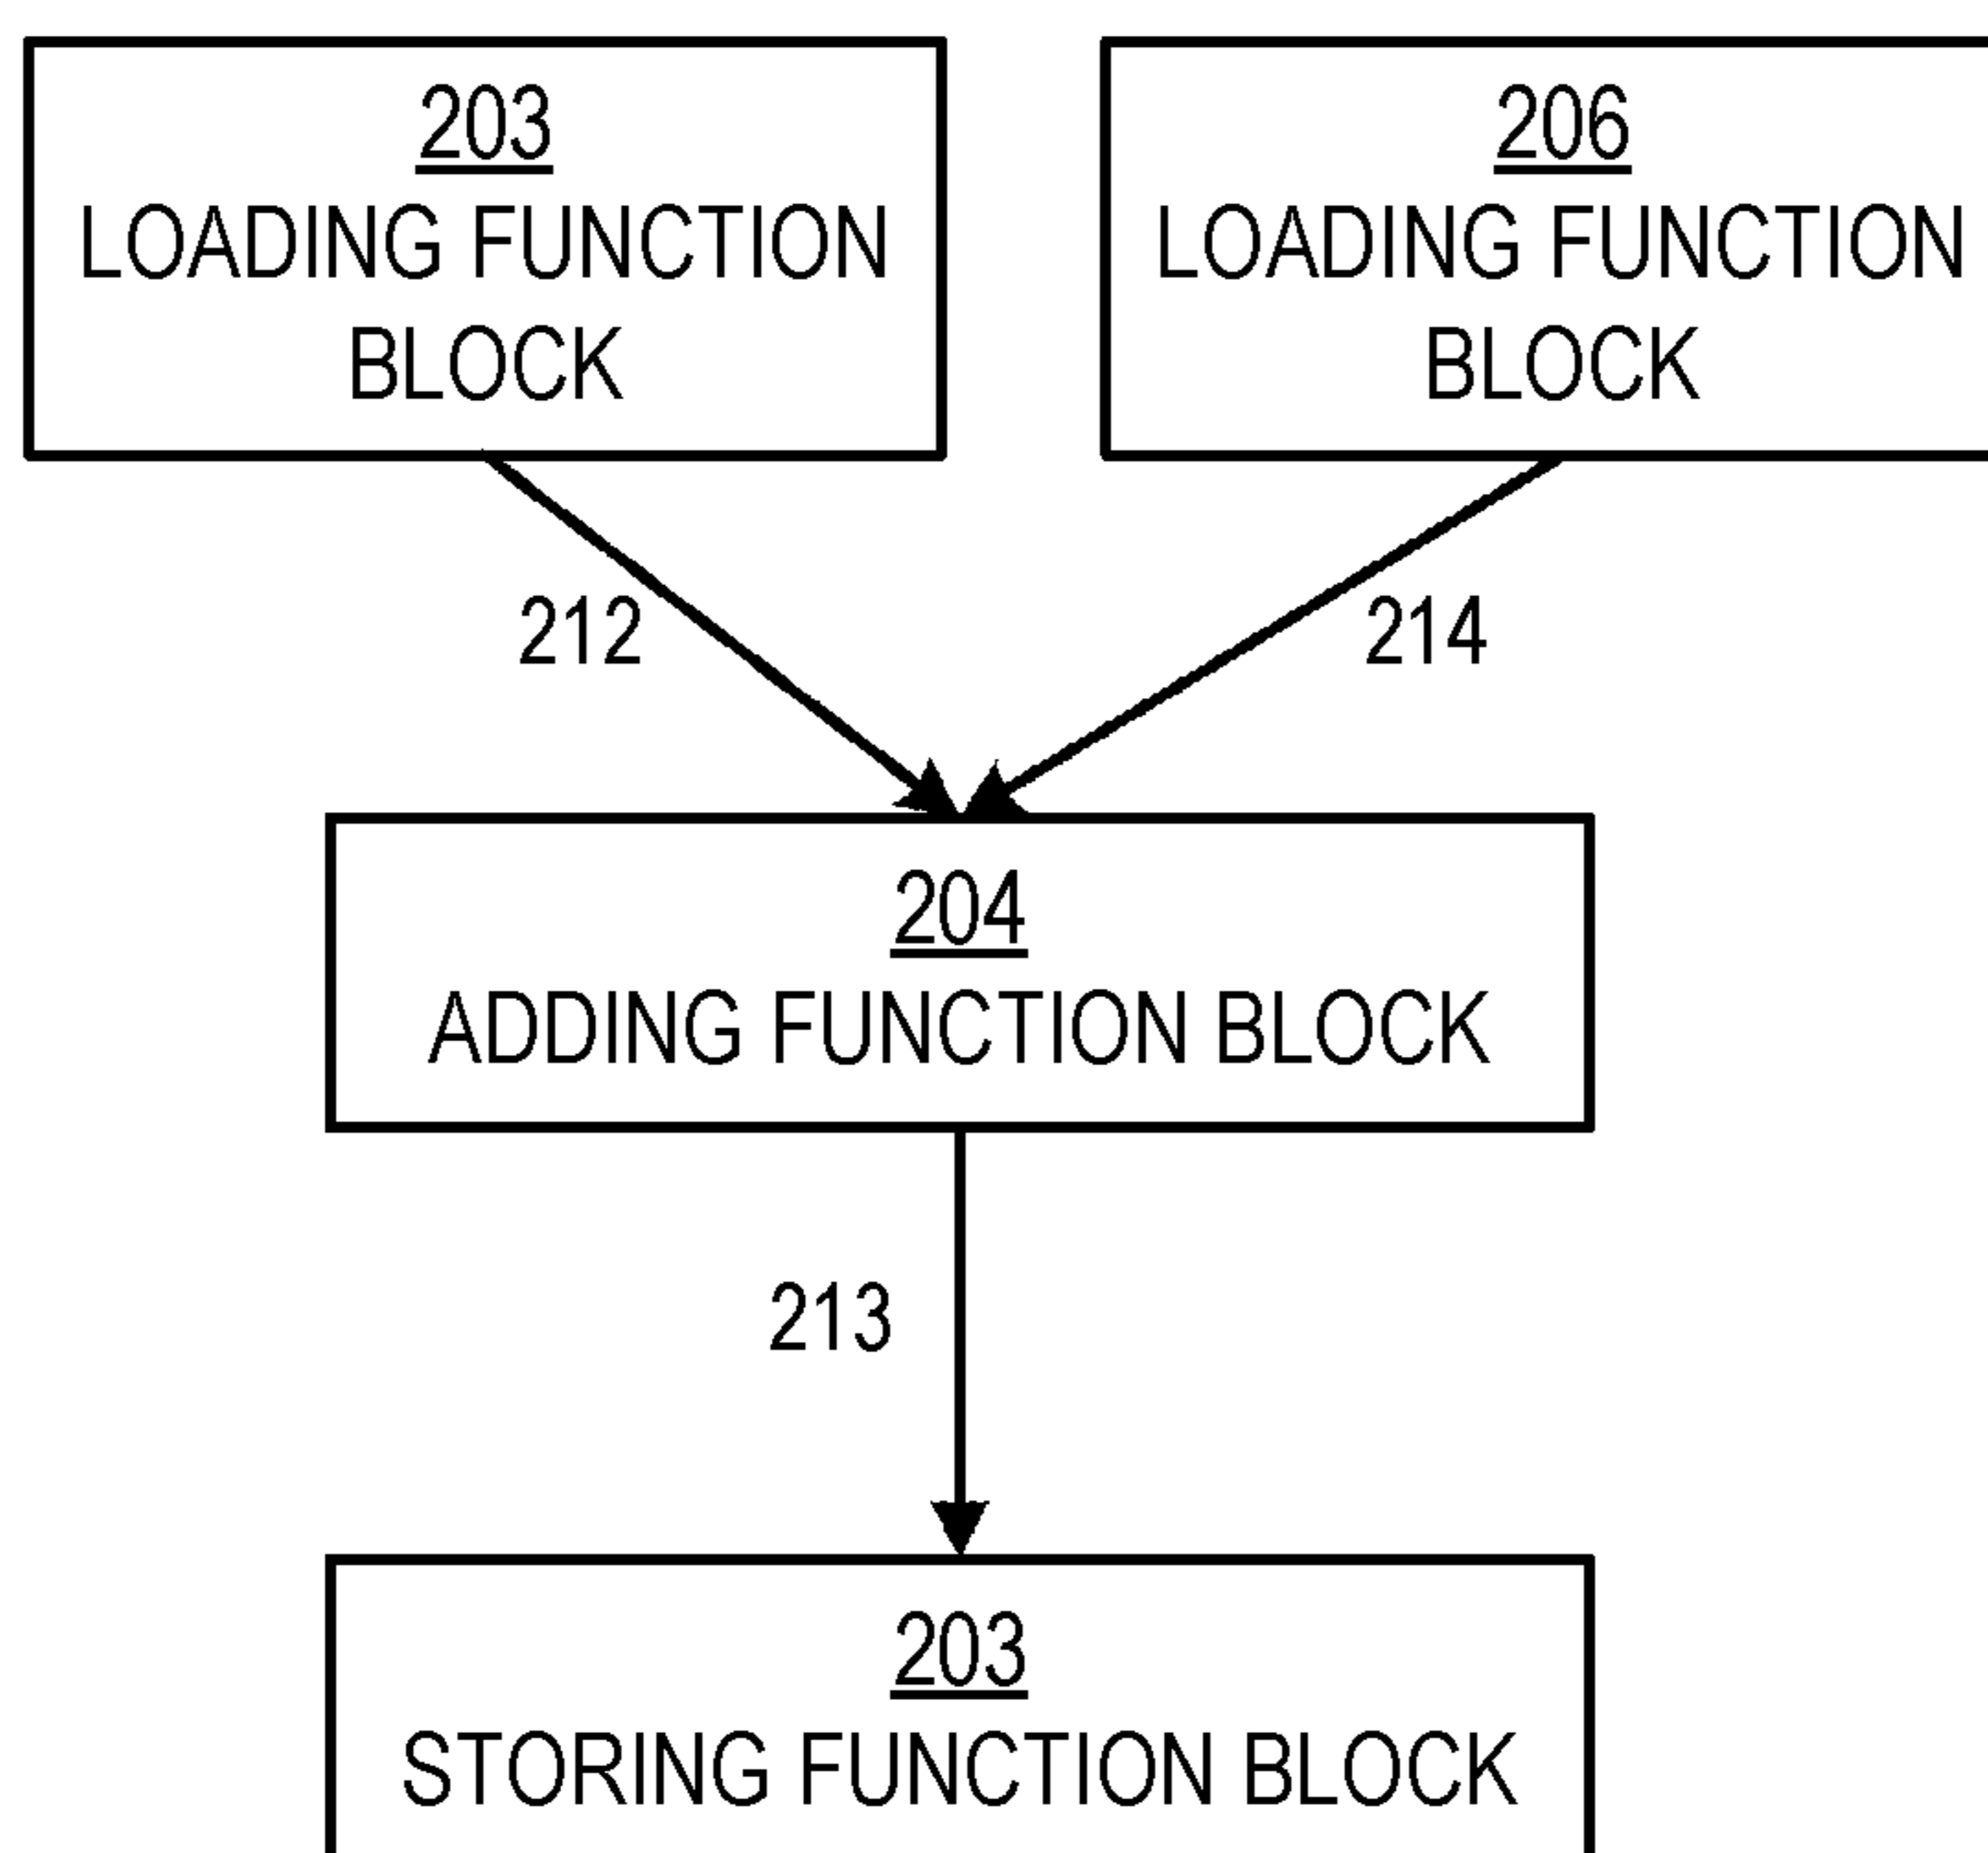 203
LOADING FUNCTION
BLOCK
206
LOADING FUNCTION
BLOCK
212
214
204
ADDING FUNCTION BLOCK
213
203
STORING FUNCTION BLOCK